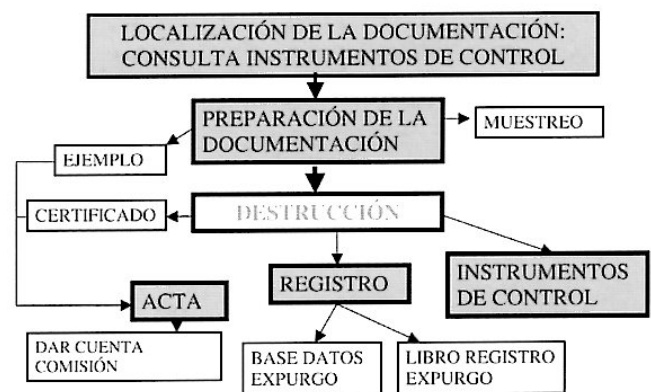 LOCALIZACIÓN DE LA DOCUMENTACIÓN:
CONSULTA INSTRUMENTOS DE CONTROL
PREPARACIÓN DE LA
DOCUMENTACIÓN
MUESTREO
EJEMPLO
CERTIFICADO
DESTRUCCIÓN
ACTA
REGISTRO
INSTRUMENTOS
DE CONTROL
DAR CUENTA
COMISIÓN
BASE DATOS
EXPURGO
LIBRO REGISTRO
EXPURGO